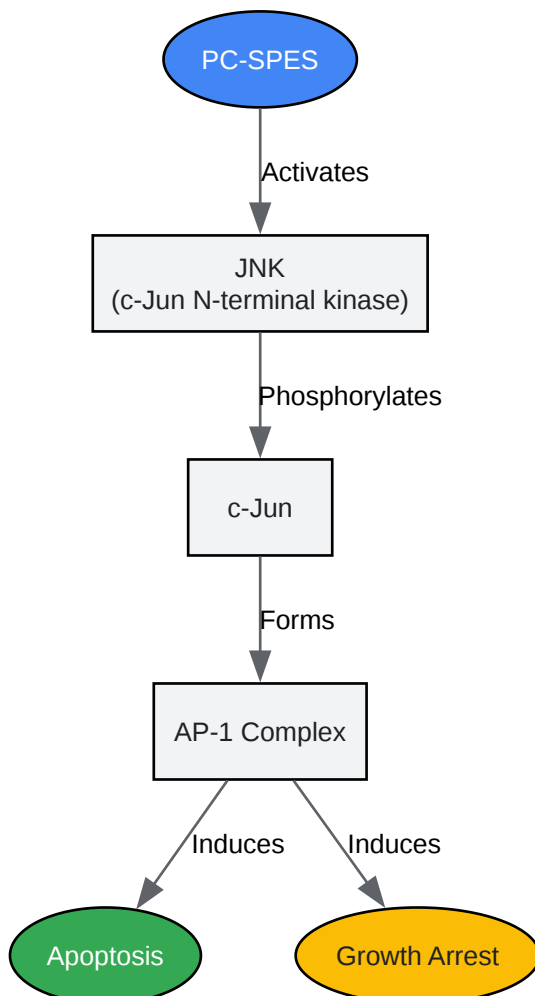 PC-SPES
Activates
JNK
(c-Jun N-terminal kinase)
Phosphorylates
c-Jun
Forms
AP-1 Complex
Induces
Induces
Apoptosis
Growth Arrest